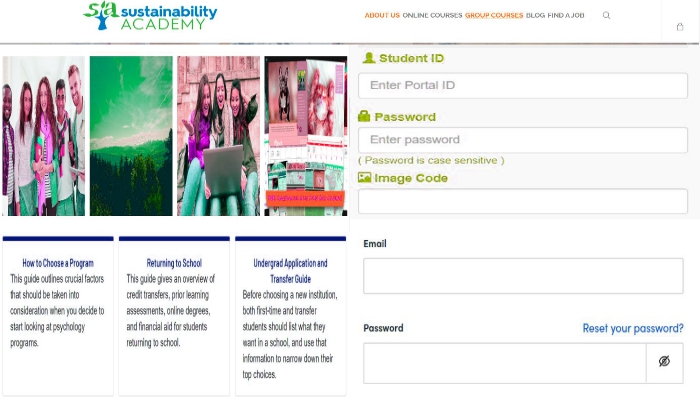 sa sustainability
ACADEMY
ABOUT US ONLINE COURSES GROUP COURSES BLOG FIND A JOB
Student ID
Enter Portal ID
Password
Enter password
( Password is case sensitive )
Image Code
How to Choose a Program
This guide outlines crucial factors
that should be taken into
consideration when you decide to
start looking at psychology
programs.
Returning to School
This guide gives an overview of
credit transfers, prior learning
assessments, online degrees,
and financial aid for students
returning to school.
Undergrad Application and
Transfer Guide
Before choosing a new institution,
both first-time and transfer
students should list what they
want in a school, and use that
information to narrow down their
top choices.
Email
Password Reset your password?